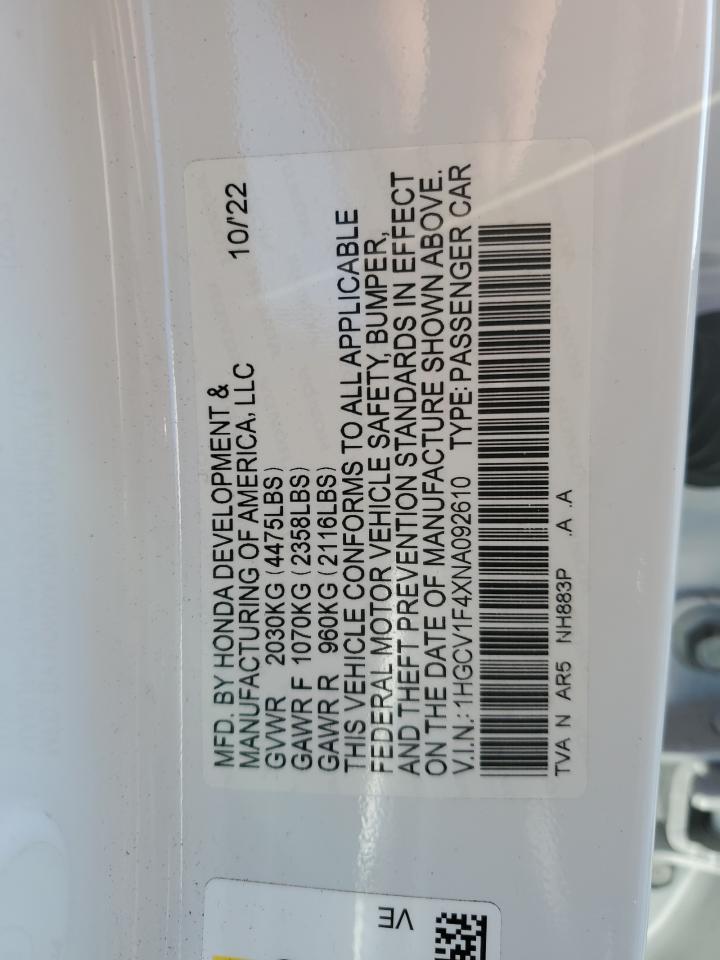 MFD. BY HONDA DEVELOPMENT & 10/'22
MANUFACTURING OF AMERICA, LLC
GVWR 2030KG (4475LBS)
GAWR F 1070KG (2358LBS)
GAWR R 960KG (2116LBS)
THIS VEHICLE CONFORMS TO ALL APPLICABLE
FEDERAL MOTOR VEHICLE SAFETY, BUMPER,
AND THEFT PREVENTION STANDARDS IN EFFECT
ON THE DATE OF MANUFACTURE SHOWN ABOVE.
V.I.N.: 1HGCV1F4XNA092610 TYPE: PASSENGER CAR
TVA N AR5 NH883P .A .A
VE